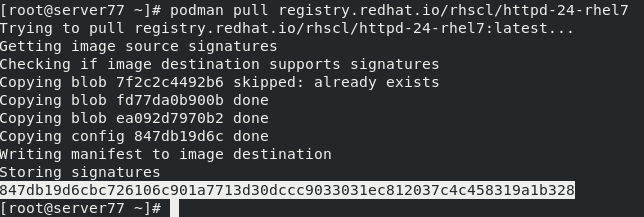 [root@server77 ~]# podman pull registry.redhat.io/rhscl/httpd-24-rhel7
Trying to pull registry.redhat.io/rhscl/httpd-24-rhel7:latest...
Getting image source signatures
Checking if image destination supports signatures
Copying blob 7f2c2c4492b6 skipped: already exists
Copying blob fd77da0b900b done
Copying blob ea092d7970b2 done
Copying config 847db19d6c done
Writing manifest to image destination
Storing signatures
847db19d6cbc726106c901a7713d30dccc9033031ec812037c4c458319a1b328
[root@server77 ~]#